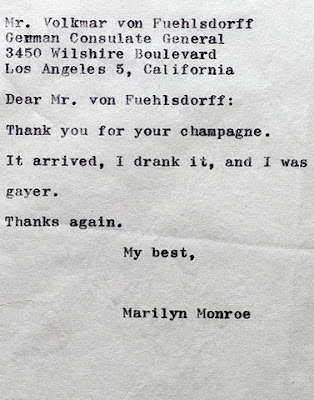 Mr. Volkmar von Fuehlsdorff
German Consulate General
3450 Wilshire Boulevard
Los Angeles 5, California
Dear Mr. von Fuehlsdorff:
Thank you for your champagne.
It arrived, I drank it, and I was
gayer.
Thanks again.
My best,
Marilyn Monroe